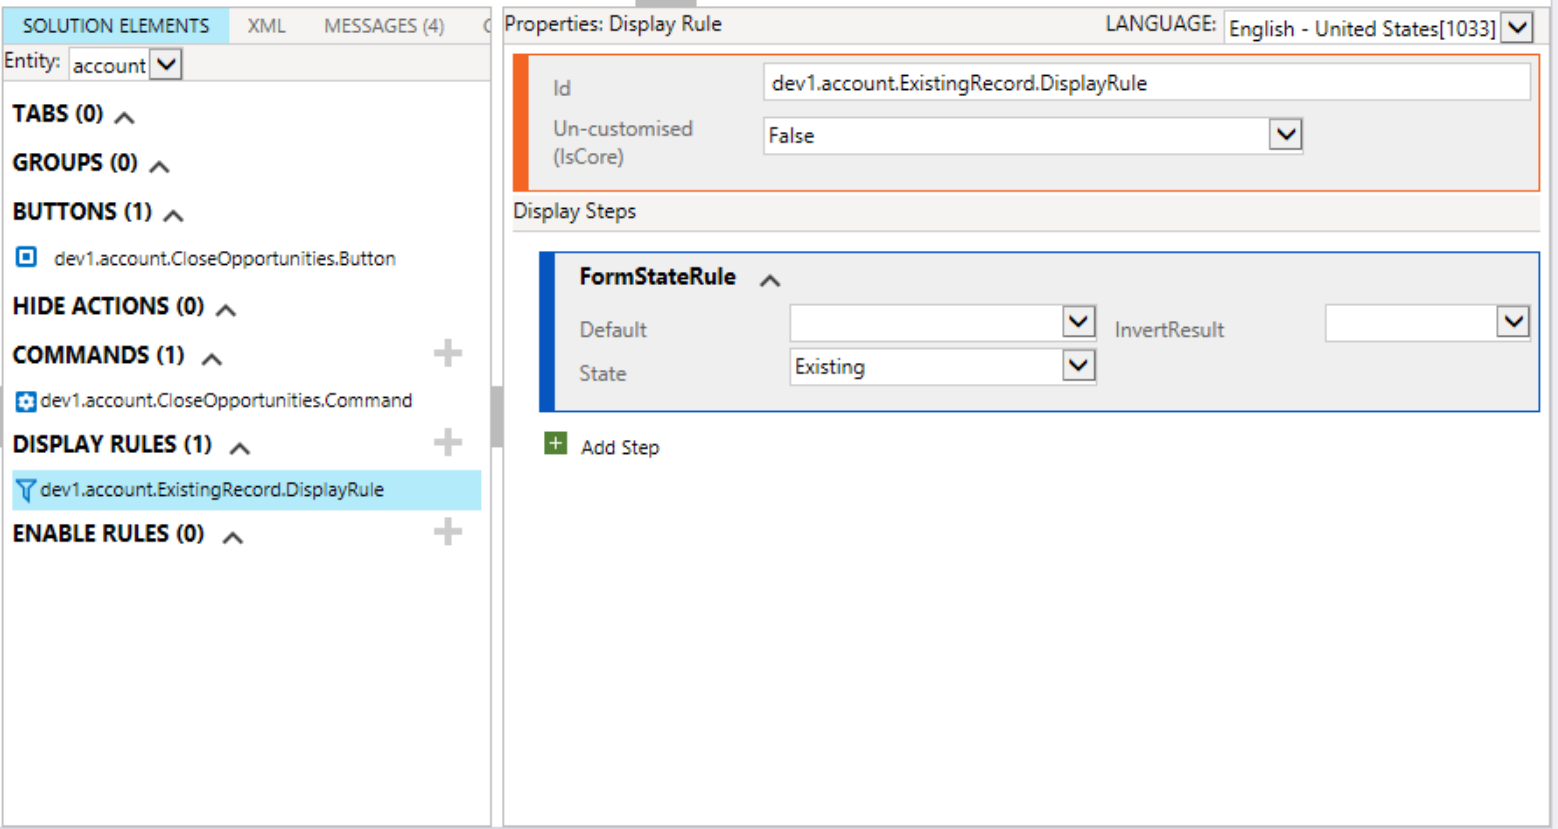 SOLUTION ELEMENTS XML MESSAGES (4)
Entity: account
TABS (0)
GROUPS (0)
BUTTONS (1)
dev1.account.CloseOpportunities.Button
HIDE ACTIONS (0)
COMMANDS (1)
dev1.account.CloseOpportunities.Command
DISPLAY RULES (1)
dev1.account.ExistingRecord.DisplayRule
ENABLE RULES (0)
Properties: Display Rule LANGUAGE: English - United States[1033]
Id dev1.account.ExistingRecord.DisplayRule
Un-customised
(IsCore) False
Display Steps
FormStateRule
Default InvertResult
State Existing
Add Step